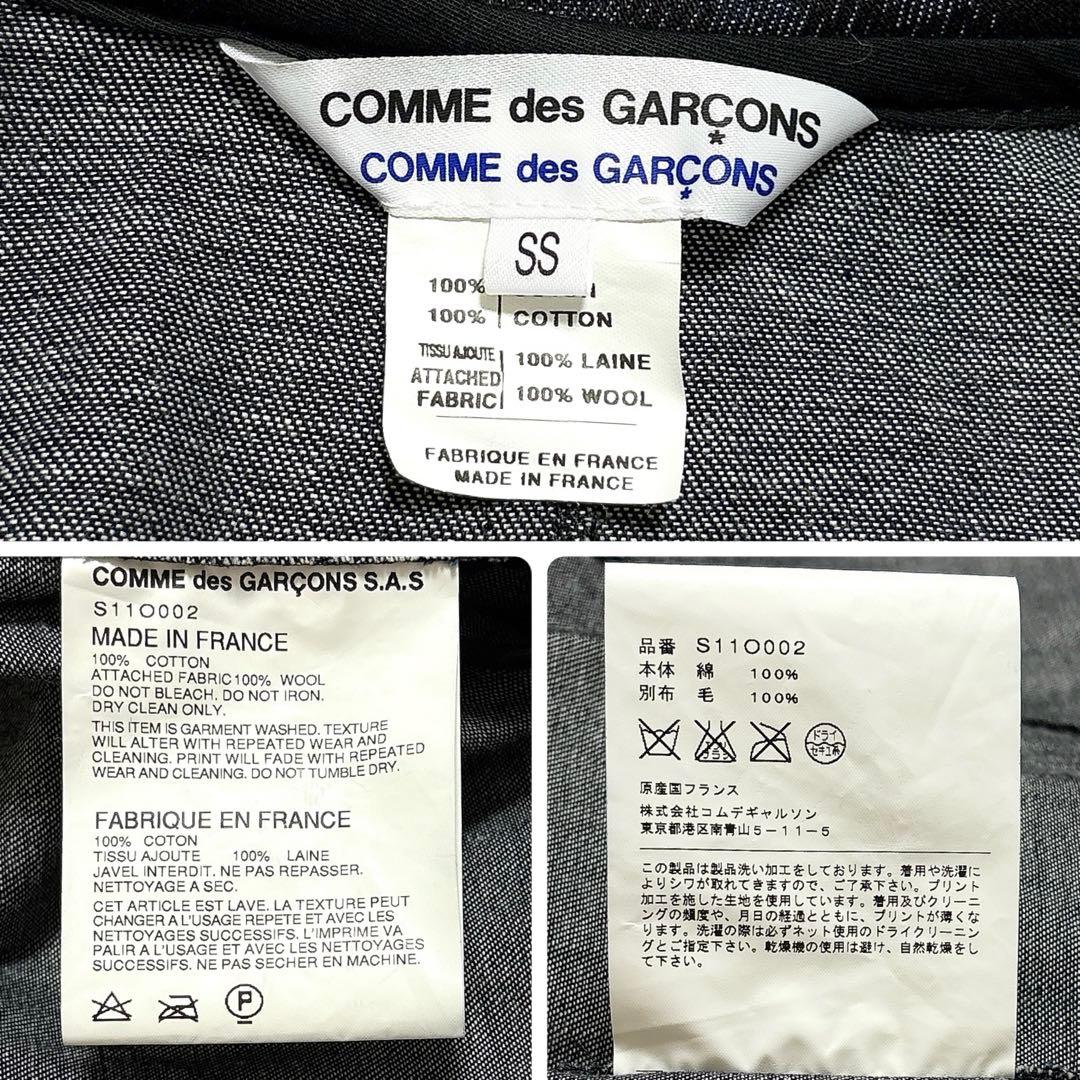 COMME des GARÇONS
COMME des GARÇONS
SS
100%
100% COTTON
TISSU AJOUTE 100% LAINE
ATTACHED
FABRIC 100% WOOL
FABRIQUE EN FRANCE
MADE IN FRANCE
COMME des GARÇONS S.A.S
S11O002
MADE IN FRANCE
100% COTTON
ATTACHED FABRIC 100% WOOL
DO NOT BLEACH. DO NOT IRON.
DRY CLEAN ONLY.
THIS ITEM IS GARMENT WASHED. TEXTURE
WILL ALTER WITH REPEATED WEAR AND
CLEANING. PRINT WILL FADE WITH REPEATED
WEAR AND CLEANING. DO NOT TUMBLE DRY.
FABRIQUE EN FRANCE
100% COTON
TISSU AJOUTE 100% LAINE
JAVEL INTERDIT. NE PAS REPASSER.
NETTOYAGE A SEC.
CET ARTICLE EST LAVE. LA TEXTURE PEUT
CHANGER A L'USAGE REPETE ET AVEC LES
NETTOYAGES SUCCESSIFS. L'IMPRIME VA
PALIR A L'USAGE ET AVEC LES NETTOYAGES
SUCCESSIFS. NE PAS SECHER EN MACHINE.
P
品番 S11O002
本体 綿 100%
別布 毛 100%
ドライ
セキユ系
原産国フランス
株式会社コムデギャルソン
東京都港区南青山5-11-5
この製品は製品洗い加工をしております。着用や洗濯に
よりシワが取れてきますので、ご了承下さい。プリント
加工を施した生地を使用しています。着用及びクリーニ
ングの頻度や、月日の経過とともに、プリントが薄くな
ります。洗濯の際は必ずネット使用のドライクリーニン
グとご指定下さい。乾燥機の使用は避け、自然乾燥をし
て下さい。